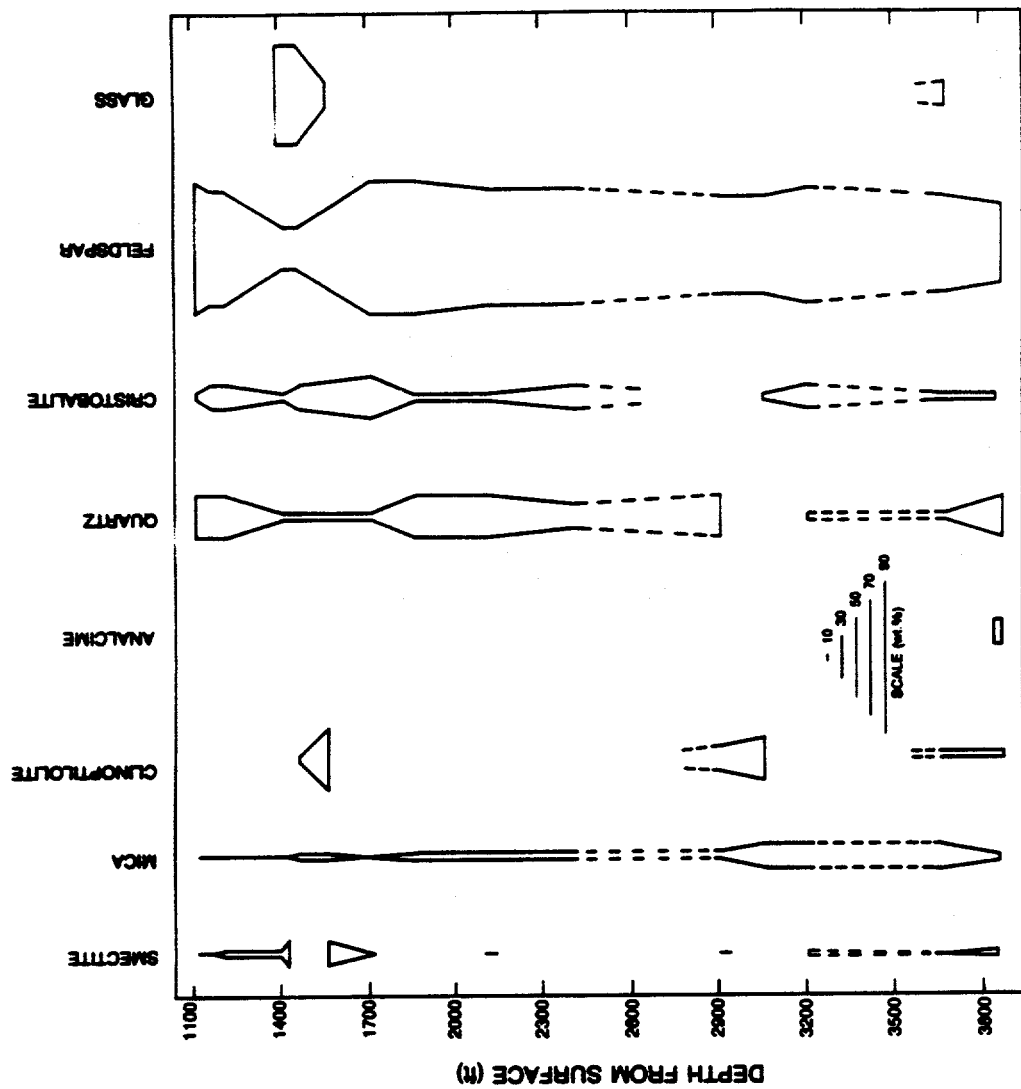 SMECTITE
MICA
CLINOPTILOLITE
ANALCIME
QUARTZ
CRISTOBALITE
FELDSPAR
GLASS
DEPTH FROM SURFACE (ft)
1100
1400
1700
2000
2300
2600
2900
3200
3500
3800
10
30
50
70
90
SCALE (wt.%)